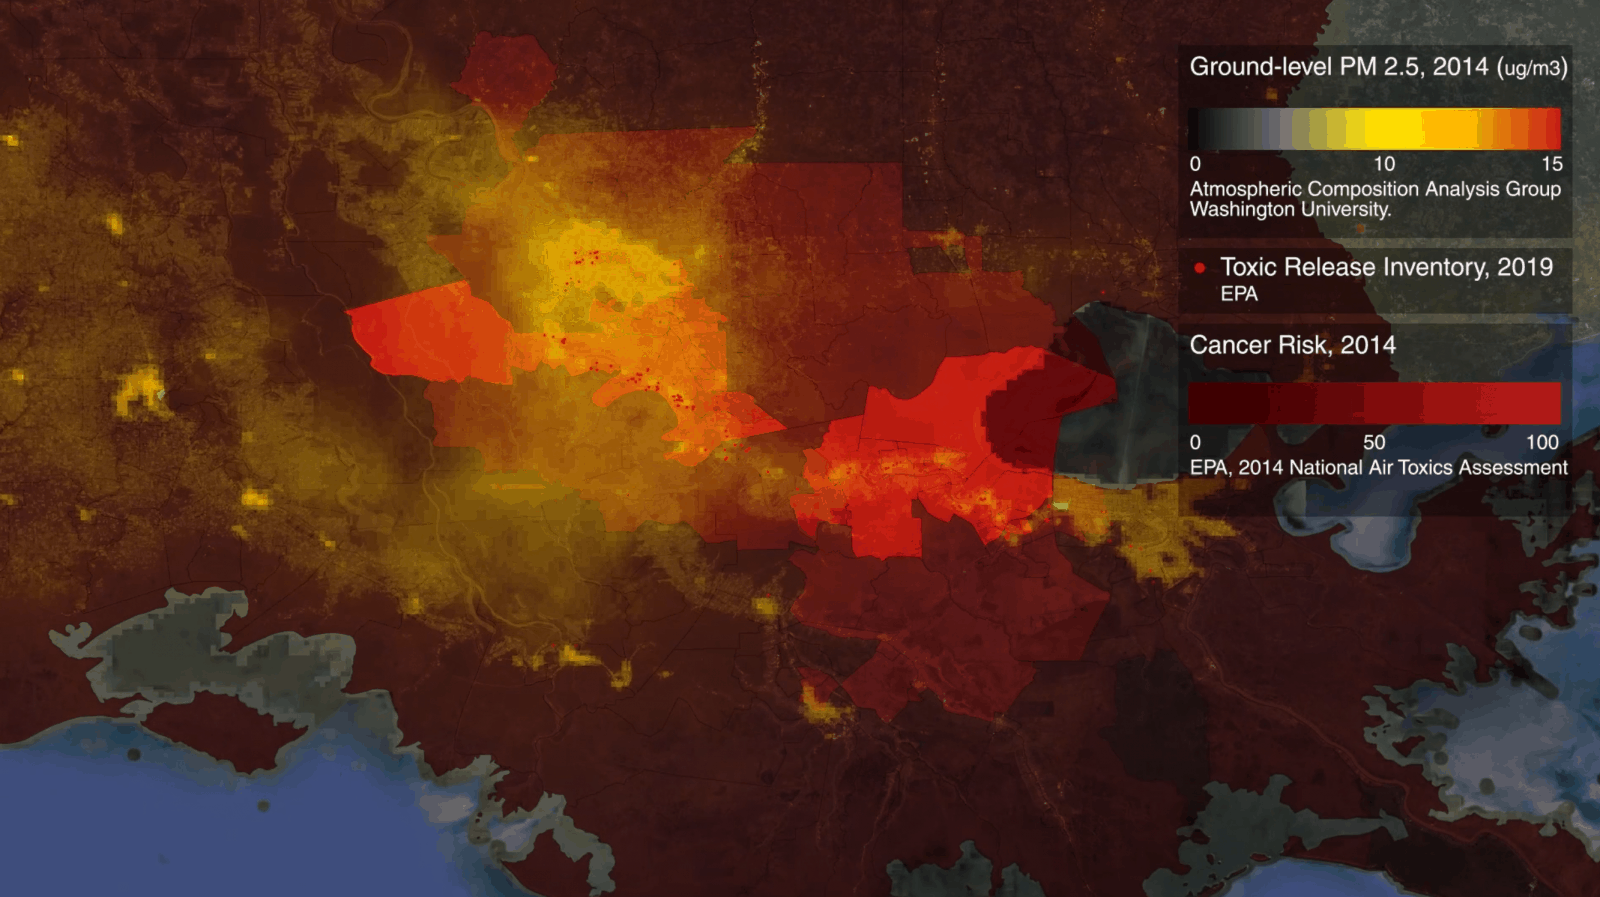 Ground-level PM 2.5, 2014 (ug/m3)
0 10 15
Atmospheric Composition Analysis Group
Washington University.
Toxic Release Inventory, 2019
EPA
Cancer Risk, 2014
0 50 100
EPA, 2014 National Air Toxics Assessment